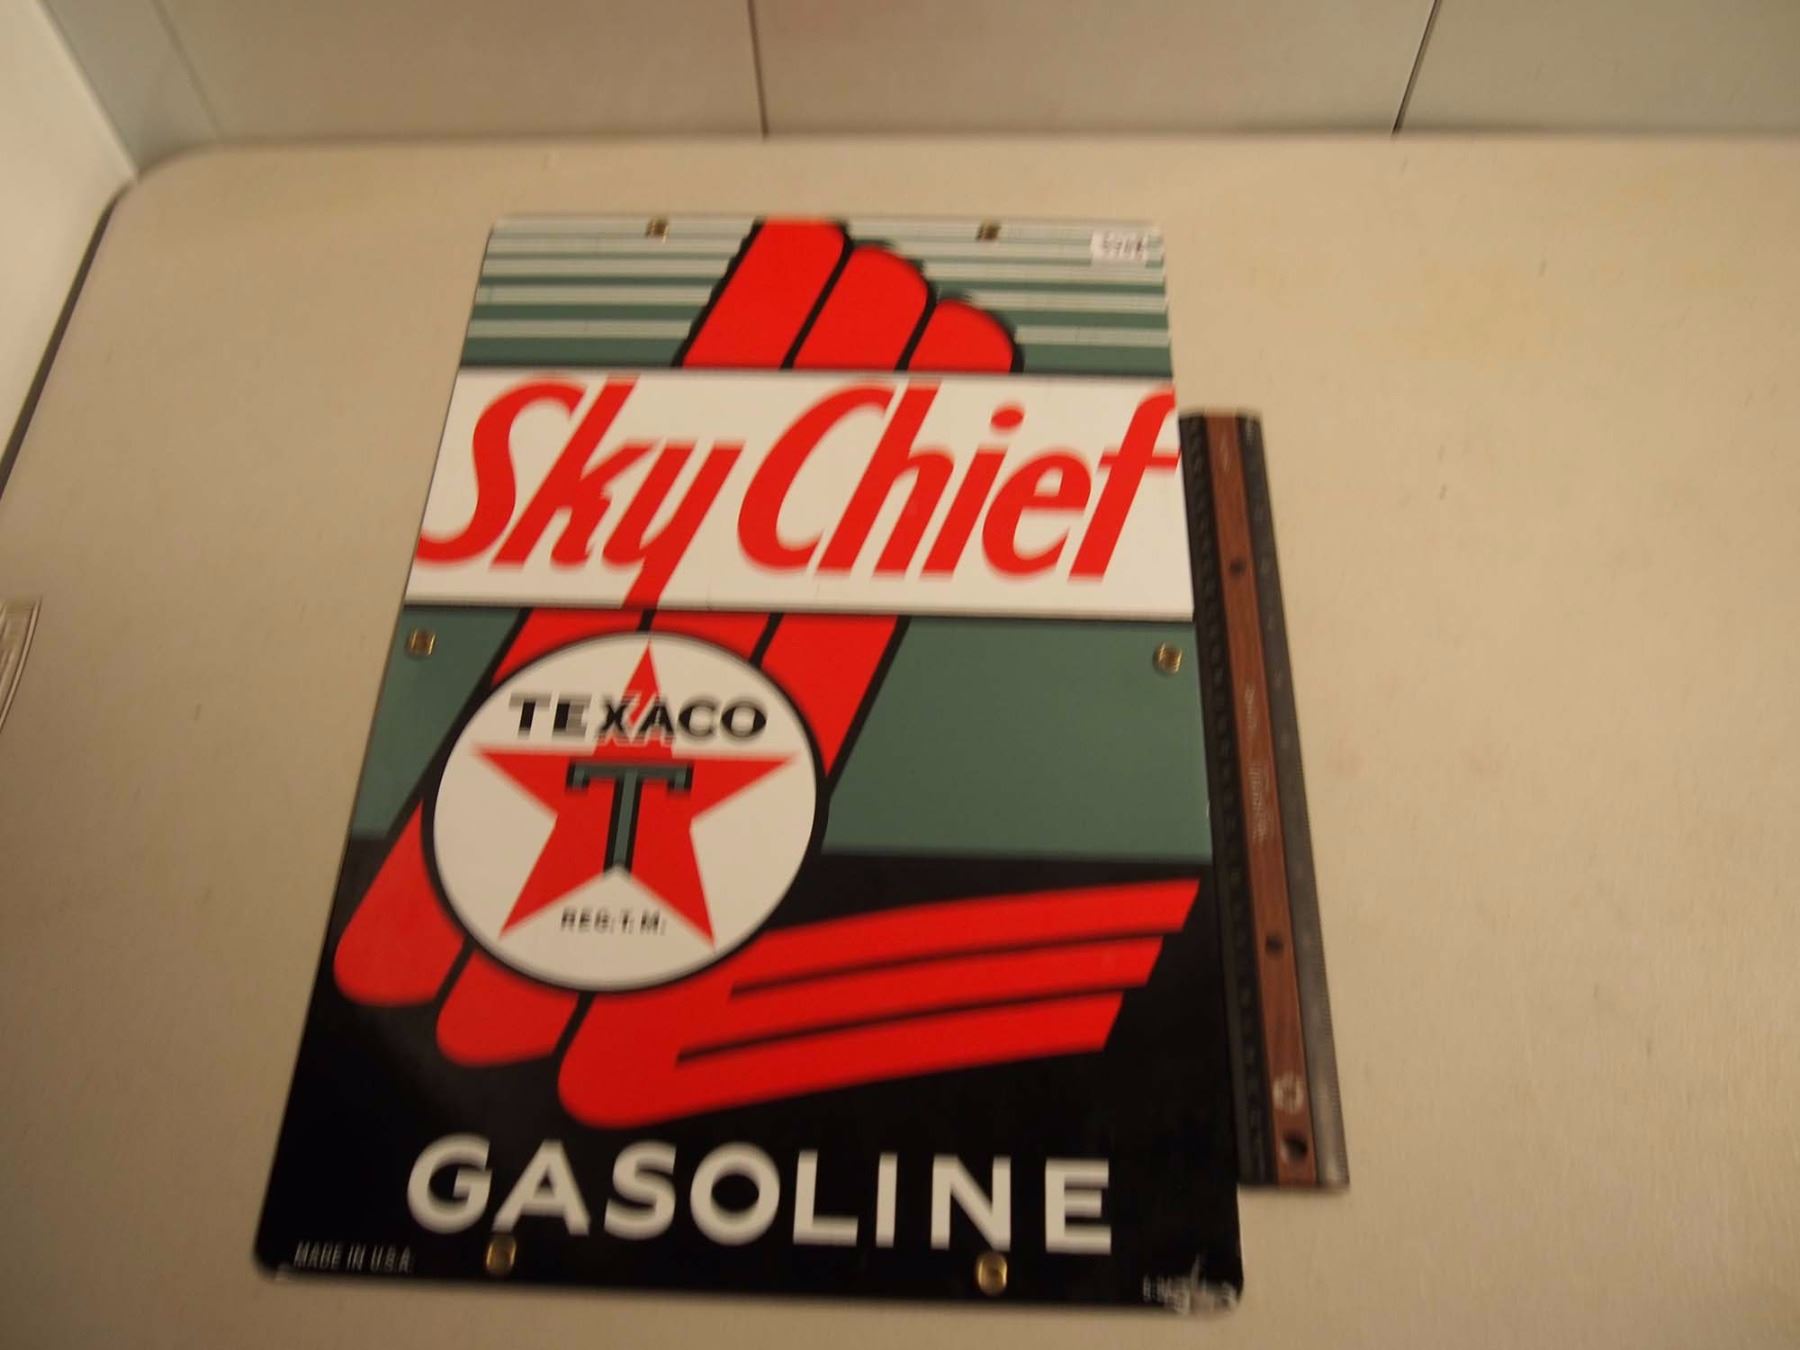 Sky Chief
TEXACO
T
REG. T. M.
GASOLINE
MADE IN U.S.A.